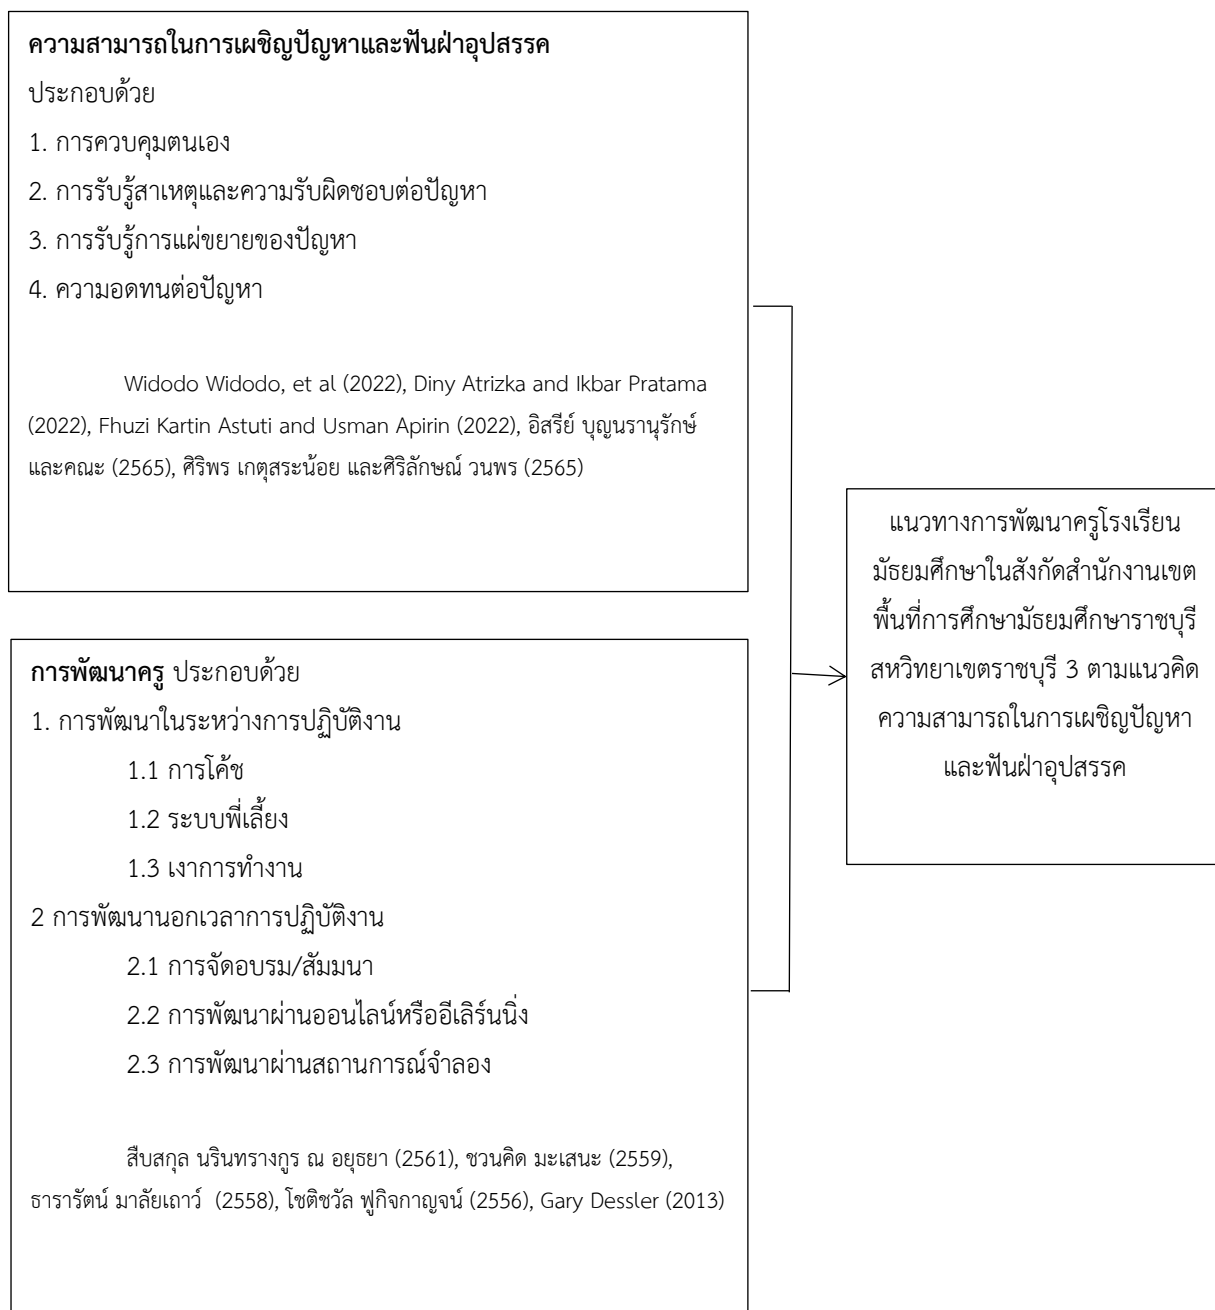 ความสามารถในการเผชิญปัญหาและฟันฝ่าอุปสรรค
ประกอบด้วย
1. การควบคุมตนเอง
2. การรับรู้สาเหตุและความรับผิดชอบต่อปัญหา
3. การรับรู้การแผ่ขยายของปัญหา
4. ความอดทนต่อปัญหา
Widodo Widodo, et al (2022), Diny Atrizka and Ikbar Pratama
(2022), Fhuzi Kartin Astuti and Usman Apirin (2022), อิสรีย์ บุญนรานุรักษ์
และคณะ (2565), ศิริพร เกตุสระน้อย และศิริลักษณ์ วนพร (2565)
การพัฒนาครู ประกอบด้วย
1. การพัฒนาในระหว่างการปฏิบัติงาน
1.1 การโค้ช
1.2 ระบบพี่เลี้ยง
1.3 เงาการทำงาน
2 การพัฒนานอกเวลาการปฏิบัติงาน
2.1 การจัดอบรม/สัมมนา
2.2 การพัฒนาผ่านออนไลน์หรืออีเลิร์นนิ่ง
2.3 การพัฒนาผ่านสถานการณ์จำลอง
สืบสกุล นรินทรางกูร ณ อยุธยา (2561), ชวนคิด มะเสนะ (2559),
ธารารัตน์ มาลัยเถาว์ (2558), โชติชวัล ฟูกิจกาญจน์ (2556), Gary Dessler (2013)
แนวทางการพัฒนาครูโรงเรียน
มัธยมศึกษาในสังกัดสำนักงานเขต
พื้นที่การศึกษามัธยมศึกษาราชบุรี
สหวิทยาเขตราชบุรี 3 ตามแนวคิด
ความสามารถในการเผชิญปัญหา
และฟันฝ่าอุปสรรค